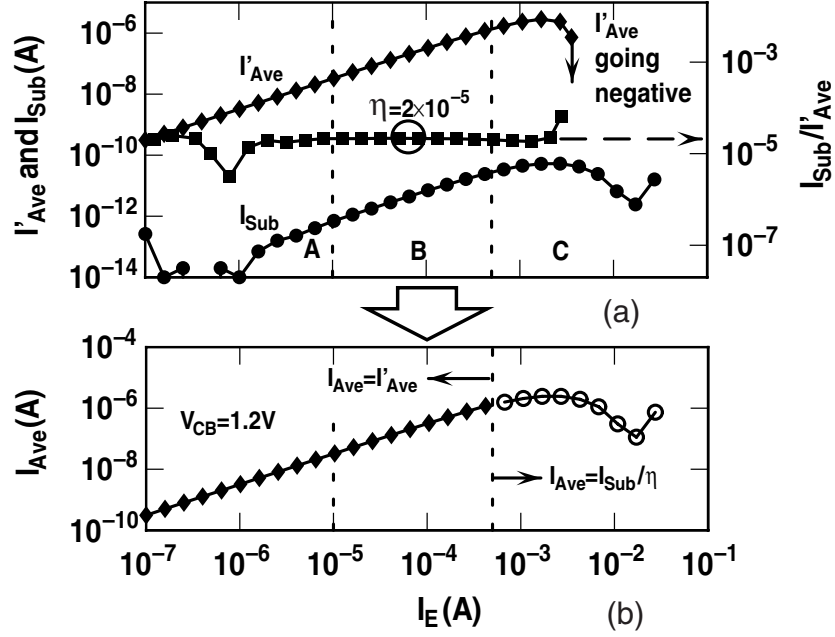 I'Ave and ISub(A)
10−6
10−8
10−10
10−12
10−14
I'Ave
η=2×10−5
ISub
A
B
C
I'Ave
going
negative
10−3
10−5
10−7
ISub/I'Ave
(a)
IAve(A)
10−4
10−6
10−8
10−10
IAve=I'Ave
VCB=1.2V
IAve=ISub/η
10−7
10−6
10−5
10−4
10−3
10−2
10−1
IE(A)
(b)